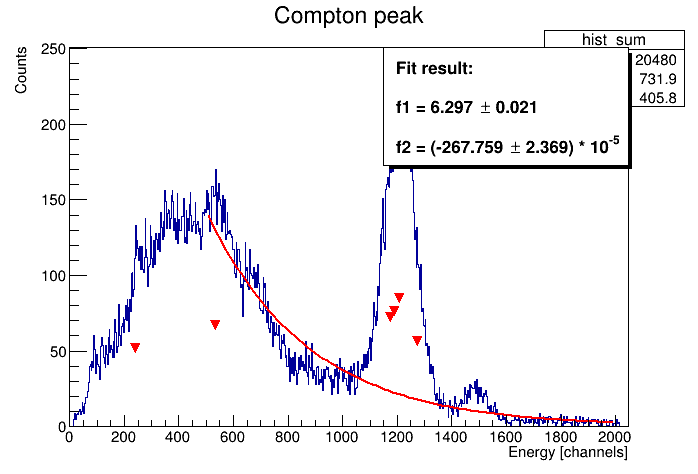 Compton peak
hist_sum
20480
731.9
405.8
Fit result:
f1 = 6.297 ± 0.021
f2 = (-267.759 ± 2.369) * 10^-5
Counts
250
200
150
100
50
0
0 200 400 600 800 1000 1200 1400 1600 1800 2000
Energy [channels]